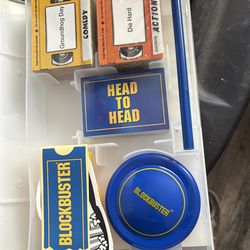 Groundhog Day
COMEDY
Die Hard
ACTION
HEAD
TO
HEAD
BLOCKBUSTER
BLOCKBUSTER®